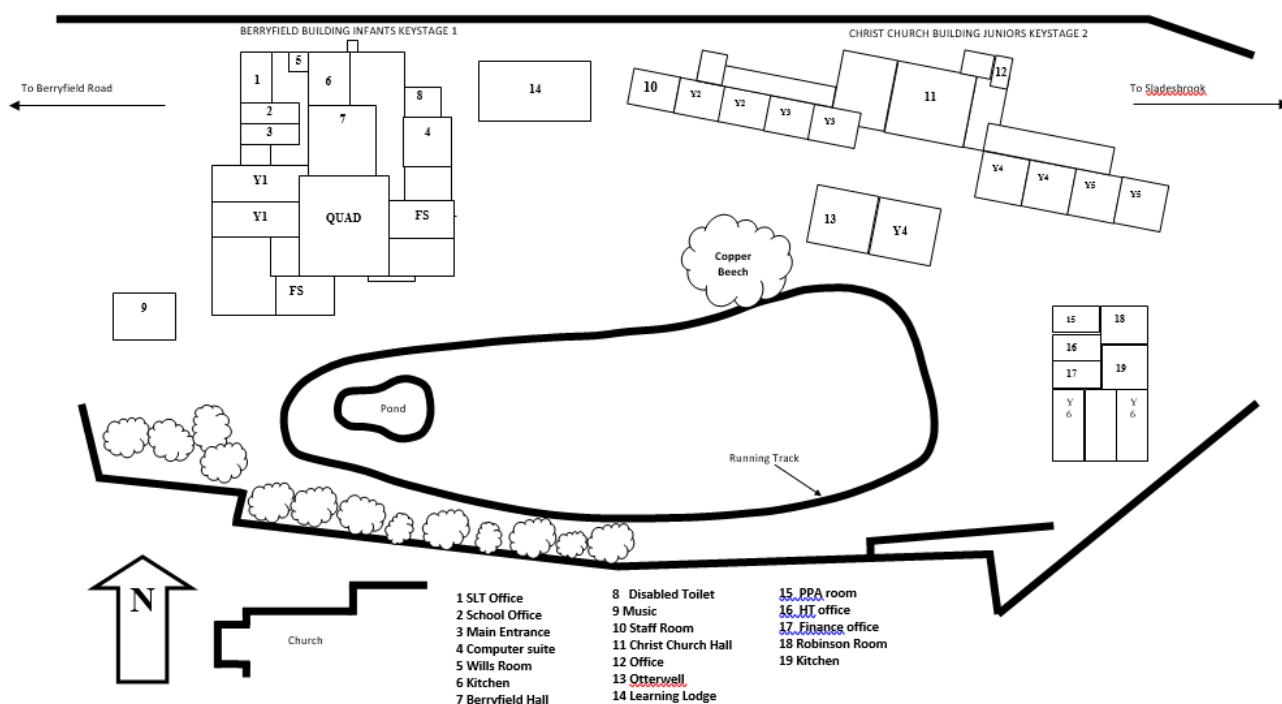 BERRYFIELD BUILDING INFANTS KEYSTAGE 1
CHRIST CHURCH BUILDING JUNIORS KEYSTAGE 2
To Berryfield Road
To Sladesbrook
1
5
6
8
2
7
4
3
Y1
Y1
QUAD
FS
FS
9
14
10
Y2
Y2
Y3
Y3
11
12
Y4
Y4
Y5
Y5
13
Y4
Copper
Beech
Pond
Running Track
15
18
16
17
19
Y
6
Y
6
N
Church
1 SLT Office
2 School Office
3 Main Entrance
4 Computer suite
5 Wills Room
6 Kitchen
7 Berryfield Hall
8 Disabled Toilet
9 Music
10 Staff Room
11 Christ Church Hall
12 Office
13 Otterwell
14 Learning Lodge
15 PPA room
16 HT office
17 Finance office
18 Robinson Room
19 Kitchen